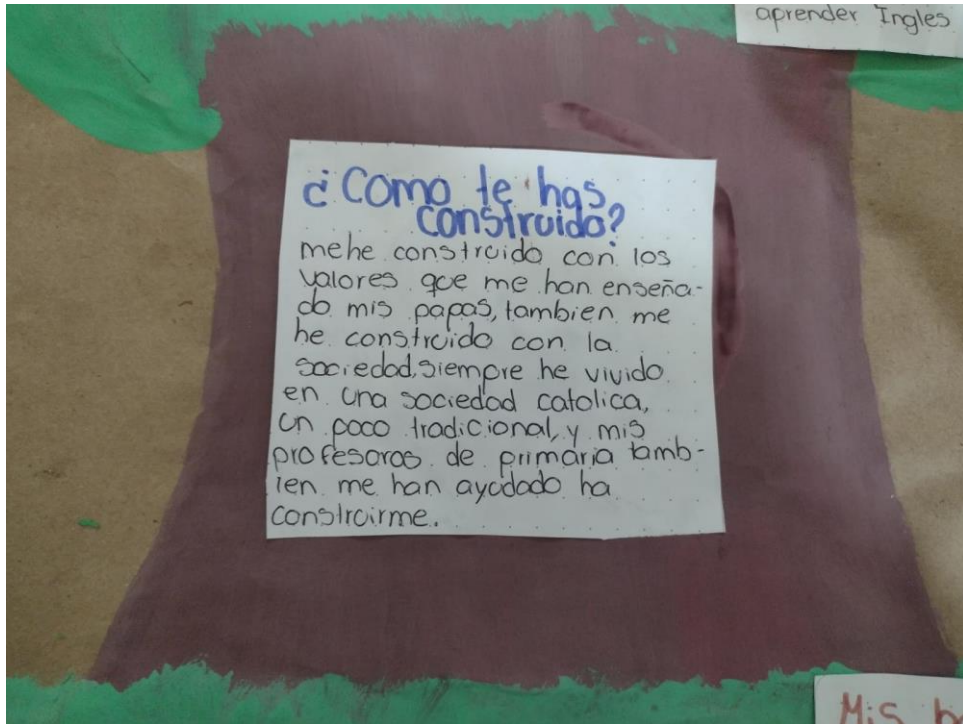 aprender Ingles
¿Como te has
construido?
mehe construido con los
valores que me han enseña-
do mis papas, tambien me
he construido con la
sociedad, siempre he vivido
en una sociedad catolica,
un poco tradicional, y mis
profesoros de primaria tamb-
ien me han ayudado ha
construirme.
Mis